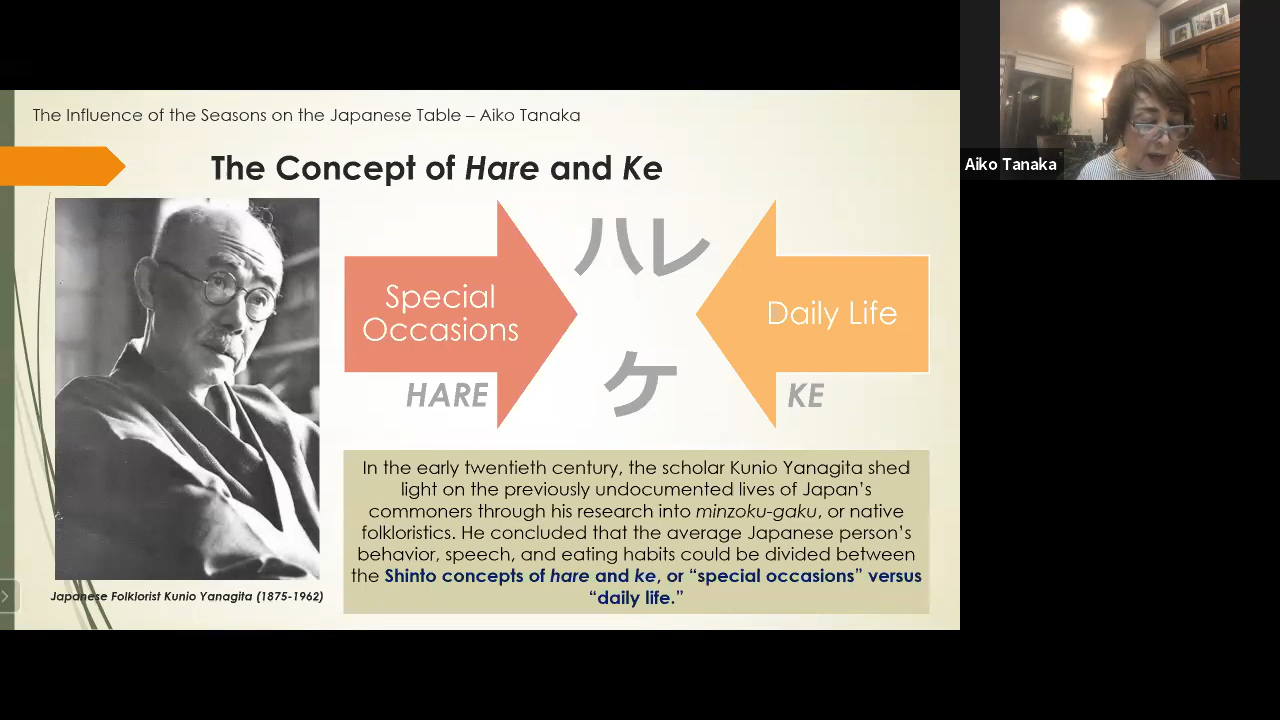 The Influence of the Seasons on the Japanese Table – Aiko Tanaka
The Concept of Hare and Ke
ハレ
Special
Occasions
Daily Life
HARE
ケ
KE
In the early twentieth century, the scholar Kunio Yanagita shed
light on the previously undocumented lives of Japan’s
commoners through his research into minzoku-gaku, or native
folkloristics. He concluded that the average Japanese person’s
behavior, speech, and eating habits could be divided between
the Shinto concepts of hare and ke, or “special occasions” versus
“daily life.”
Japanese Folklorist Kunio Yanagita (1875-1962)
Aiko Tanaka